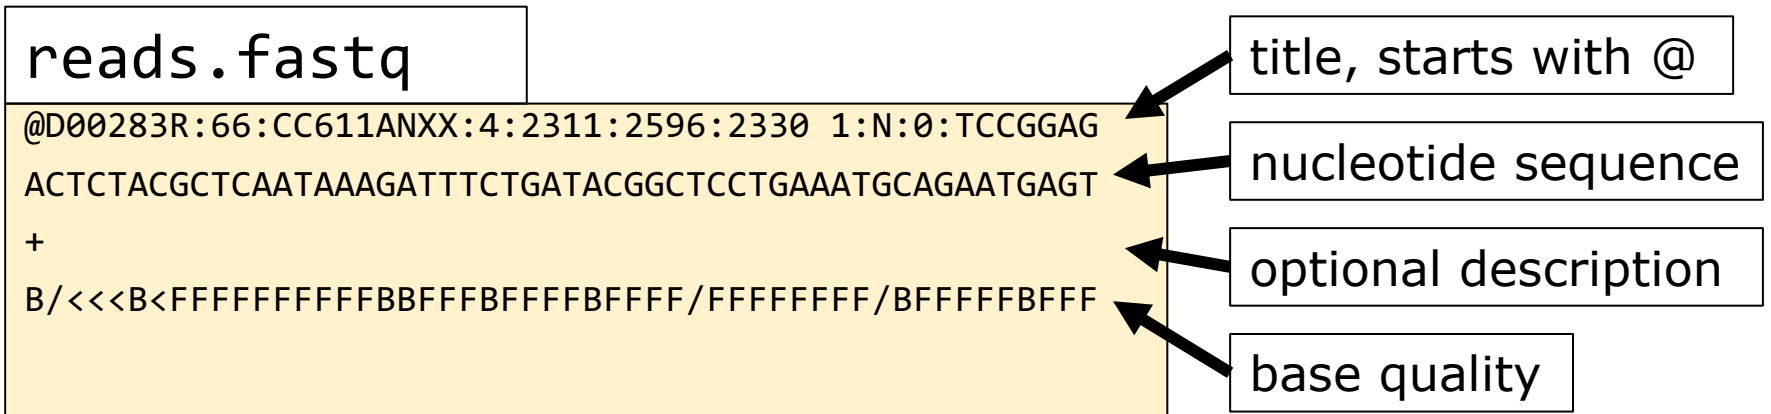 reads.fastq
@D00283R:66:CC611ANXX:4:2311:2596:2330 1:N:0:TCCGGAG
ACTCTACGCTCAATAAAGATTTCTGATACGGCTCCTGAAATGCAGAATGAGT
+
B/<<<B<FFFFFFFFFFFBBFFFBFFFFBFFFF/FFFFFFFF/BFFFFFBFFF
title, starts with @
nucleotide sequence
optional description
base quality